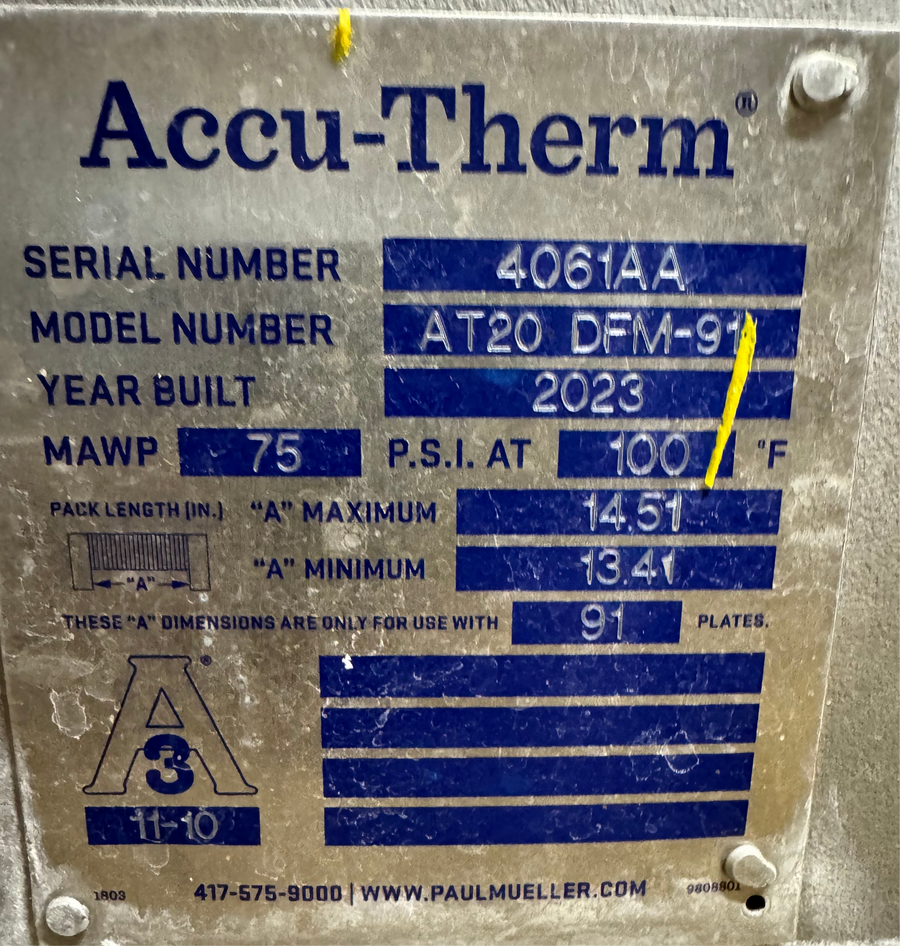 Accu-Therm®
SERIAL NUMBER 4061AA
MODEL NUMBER AT20 DFM-91
YEAR BUILT 2023
MAWP 75 P.S.I. AT 100 °F
PACK LENGTH (IN.) "A" MAXIMUM 14.51
"A"
"A" MINIMUM 13.41
THESE "A" DIMENSIONS ARE ONLY FOR USE WITH 91 PLATES.
A®
3
11-10
1803 417-575-9000 | WWW.PAULMUELLER.COM 9808801